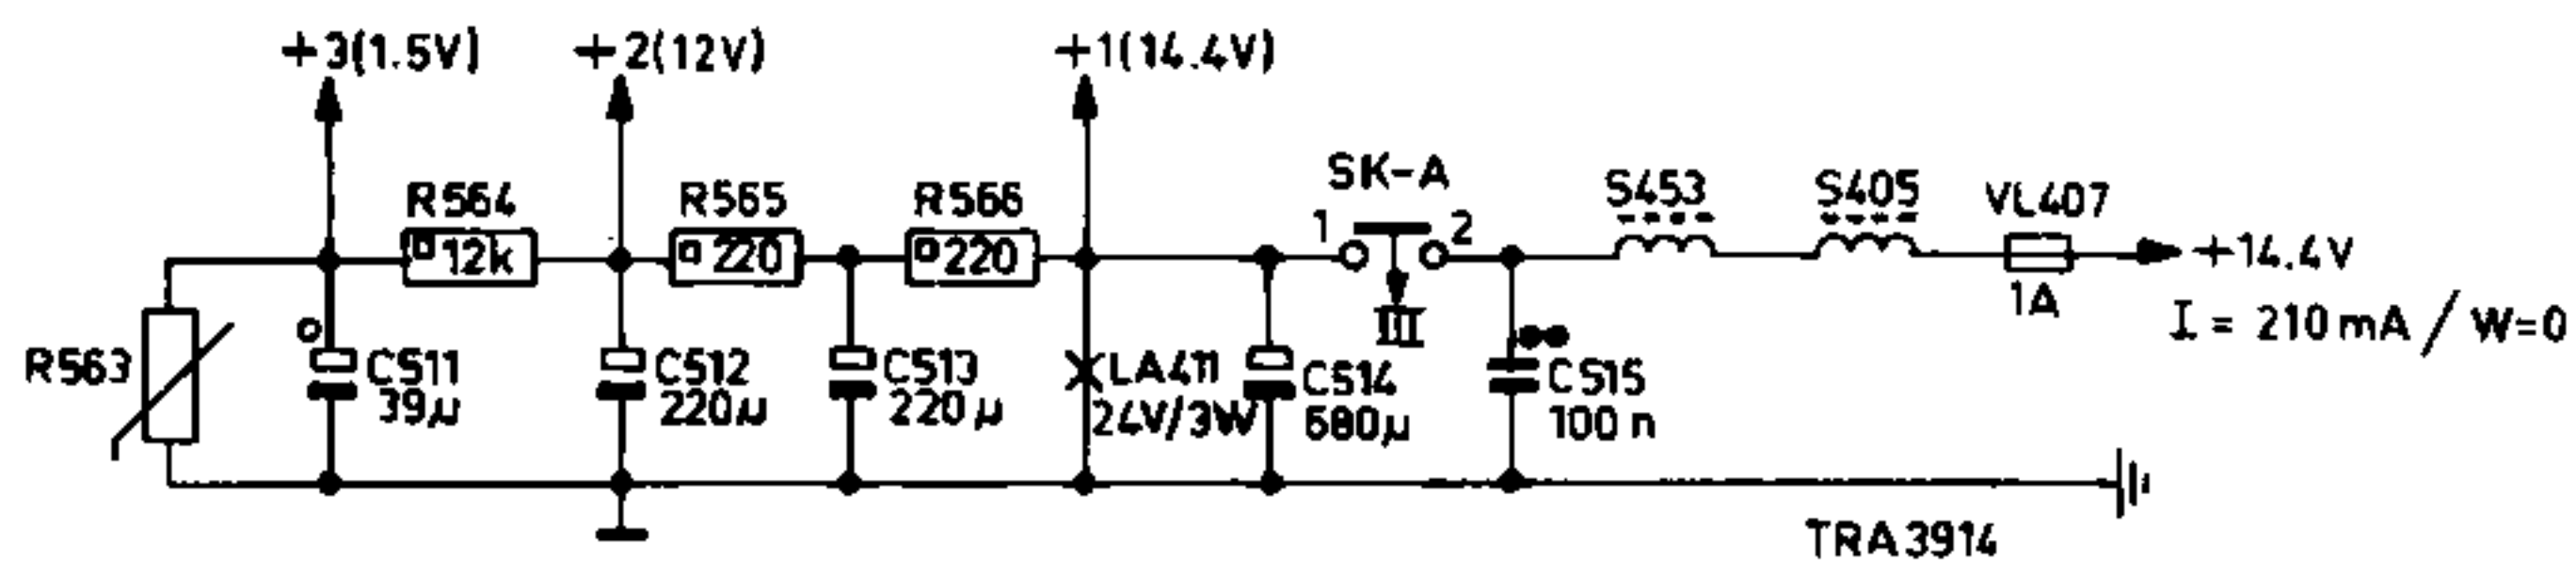 +3(1.5V) +2(12V) +1(14.4V)
SK-A
R564 R565 R566 1 2 S453 S405 VL407
12k 220 220 +14.4V
III 1A
I = 210 mA / W=0
R563 C511 C512 C513 LA411 C514 C515
39µ 220µ 220µ 24V/3W 680µ 100n
TRA3914